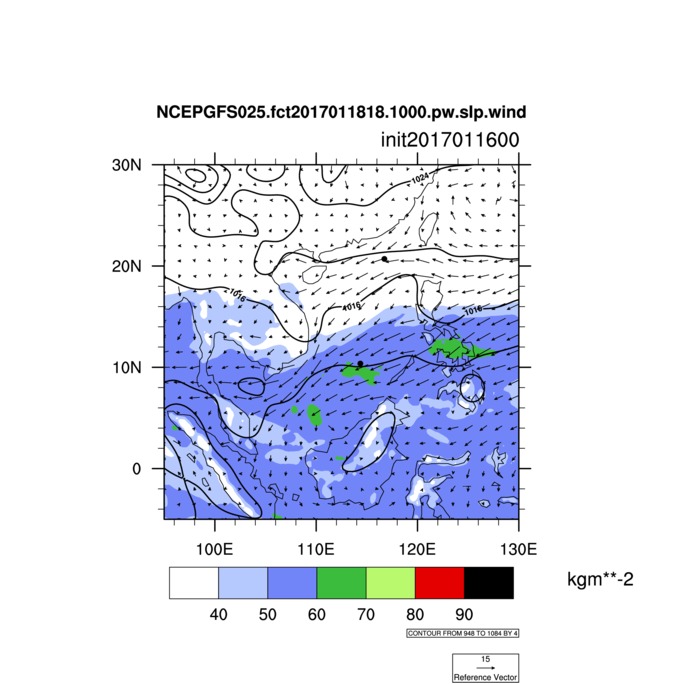 NCEPGFS025.fct2017011818.1000.pw.slp.wind
init2017011600
30N
1024
20N
1016
1016
1016
10N
0
100E 110E 120E 130E
kgm**-2
40 50 60 70 80 90
CONTOUR FROM 948 TO 1084 BY 4
15
Reference Vector